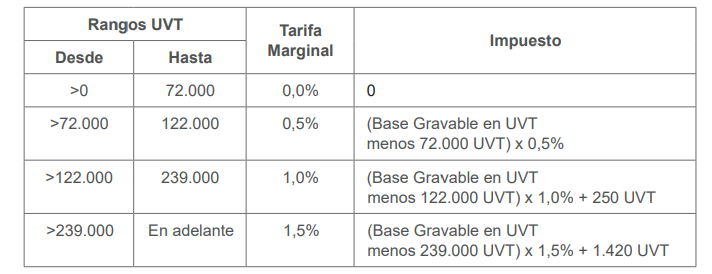 Rangos UVT
Tarifa
Marginal
Impuesto
Desde
Hasta
>0
72.000
0,0%
0
>72.000
122.000
0,5%
(Base Gravable en UVT
menos 72.000 UVT) x 0,5%
>122.000
239.000
1,0%
(Base Gravable en UVT
menos 122.000 UVT) x 1,0% + 250 UVT
>239.000
En adelante
1,5%
(Base Gravable en UVT
menos 239.000 UVT) x 1,5% + 1.420 UVT